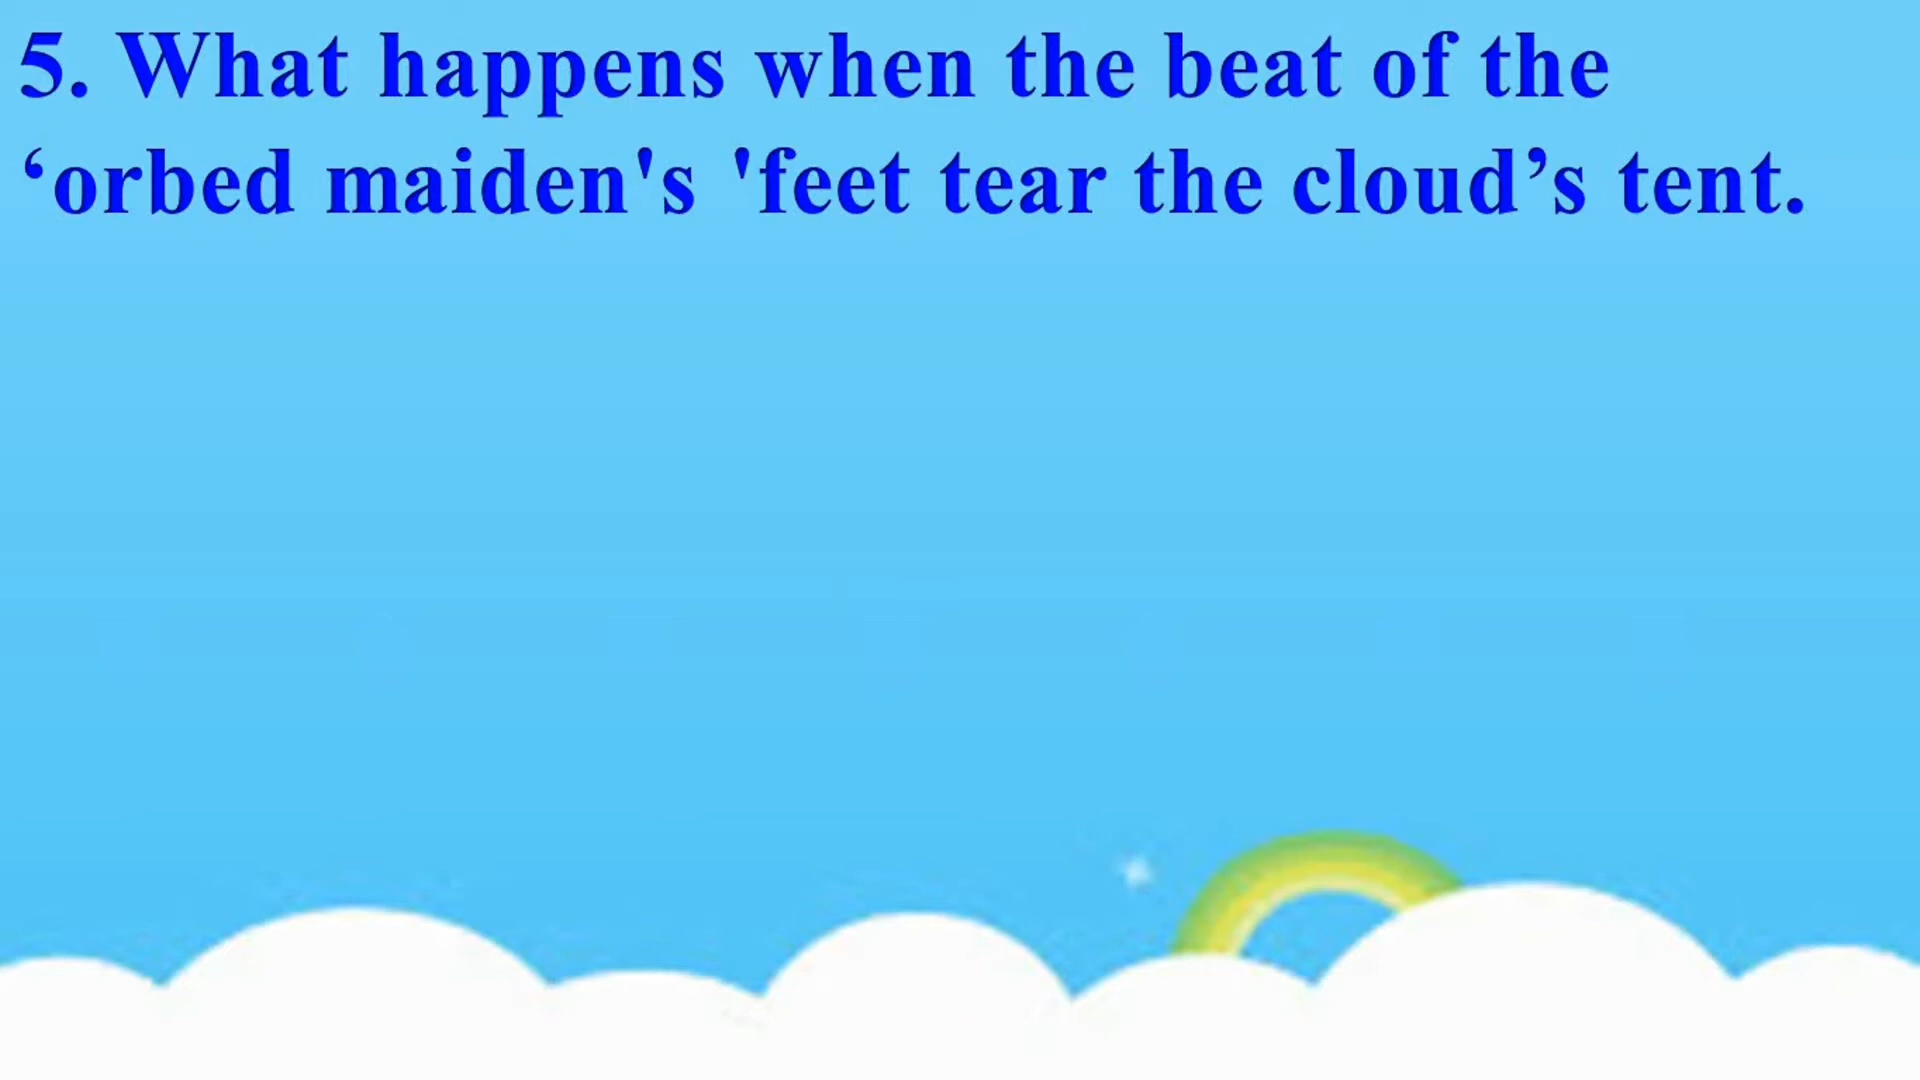 5. What happens when the beat of the
‘orbed maiden's 'feet tear the cloud’s tent.